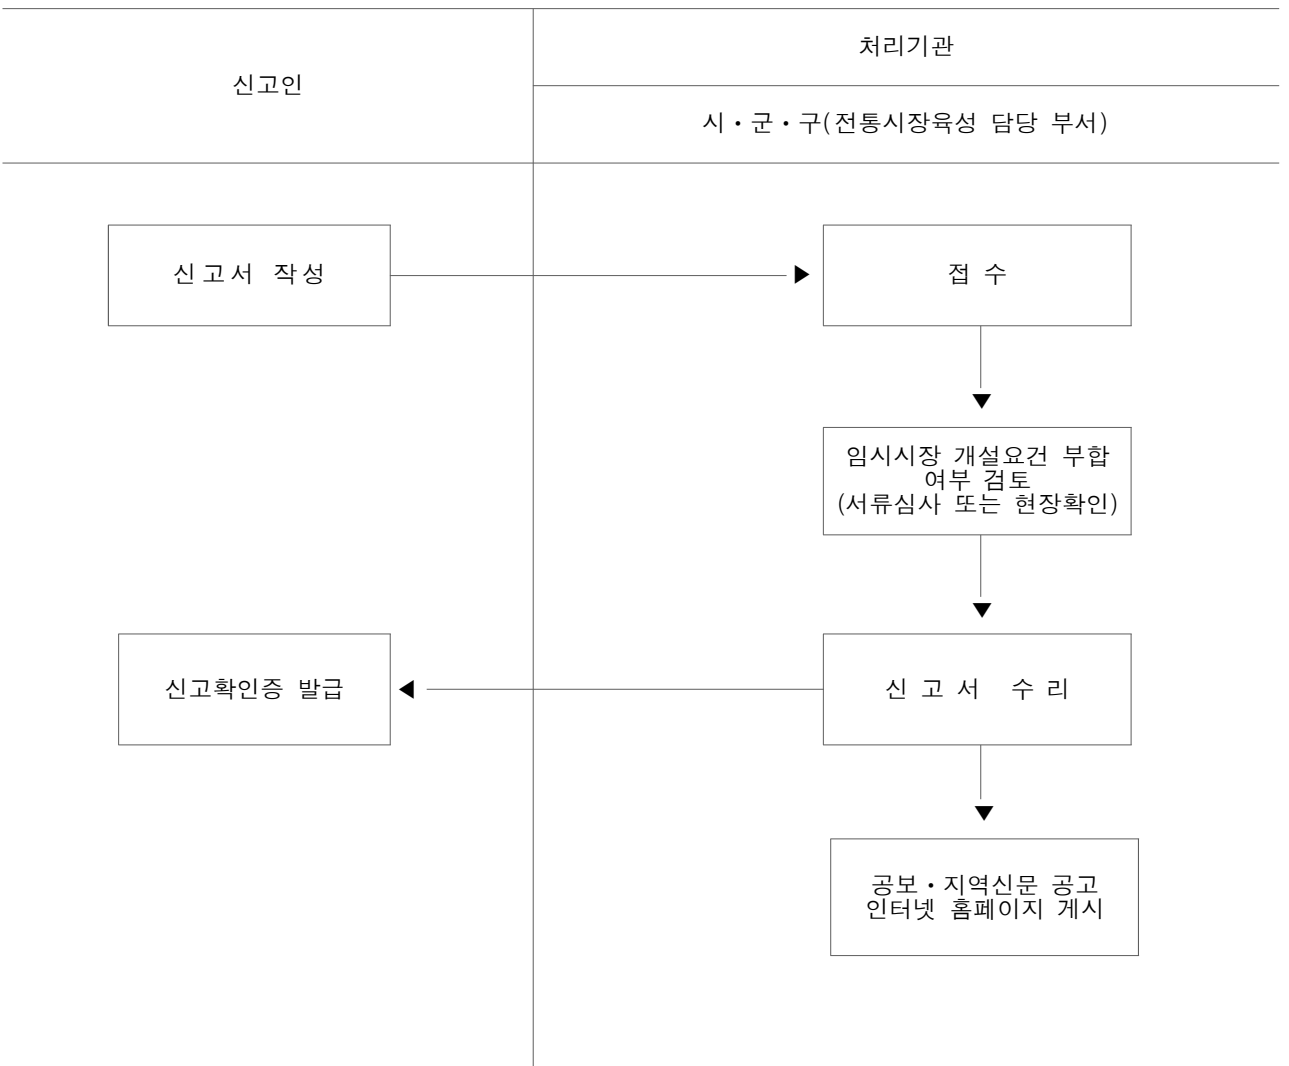 신고인
처리기관
시・군・구(전통시장육성 담당 부서)
신고서 작성
접 수
임시시장 개설요건 부합
여부 검토
(서류심사 또는 현장확인)
신고확인증 발급
신 고 서 수 리
공보・지역신문 공고
인터넷 홈페이지 게시